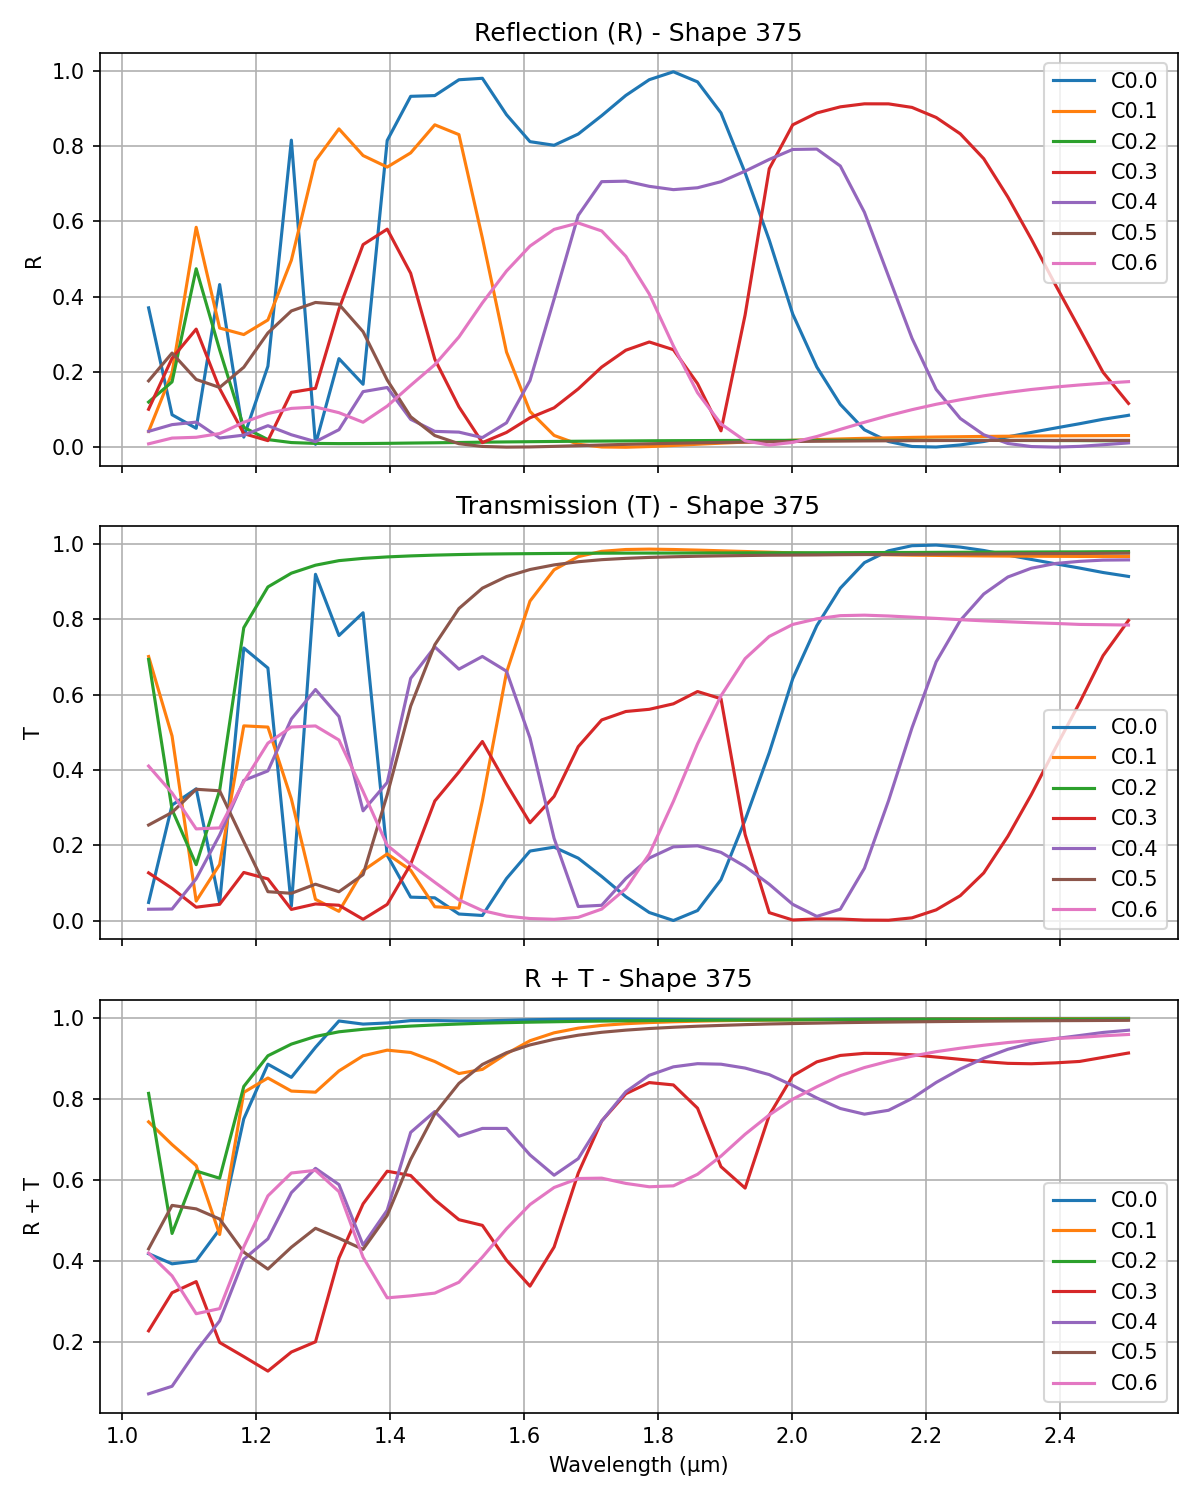 Reflection (R) - Shape 375
1.0
0.8
0.6
0.4
0.2
0.0
R
C0.0
C0.1
C0.2
C0.3
C0.4
C0.5
C0.6
Transmission (T) - Shape 375
1.0
0.8
0.6
0.4
0.2
0.0
T
C0.0
C0.1
C0.2
C0.3
C0.4
C0.5
C0.6
R + T - Shape 375
1.0
0.8
0.6
0.4
0.2
R + T
C0.0
C0.1
C0.2
C0.3
C0.4
C0.5
C0.6
1.0 1.2 1.4 1.6 1.8 2.0 2.2 2.4
Wavelength (μm)